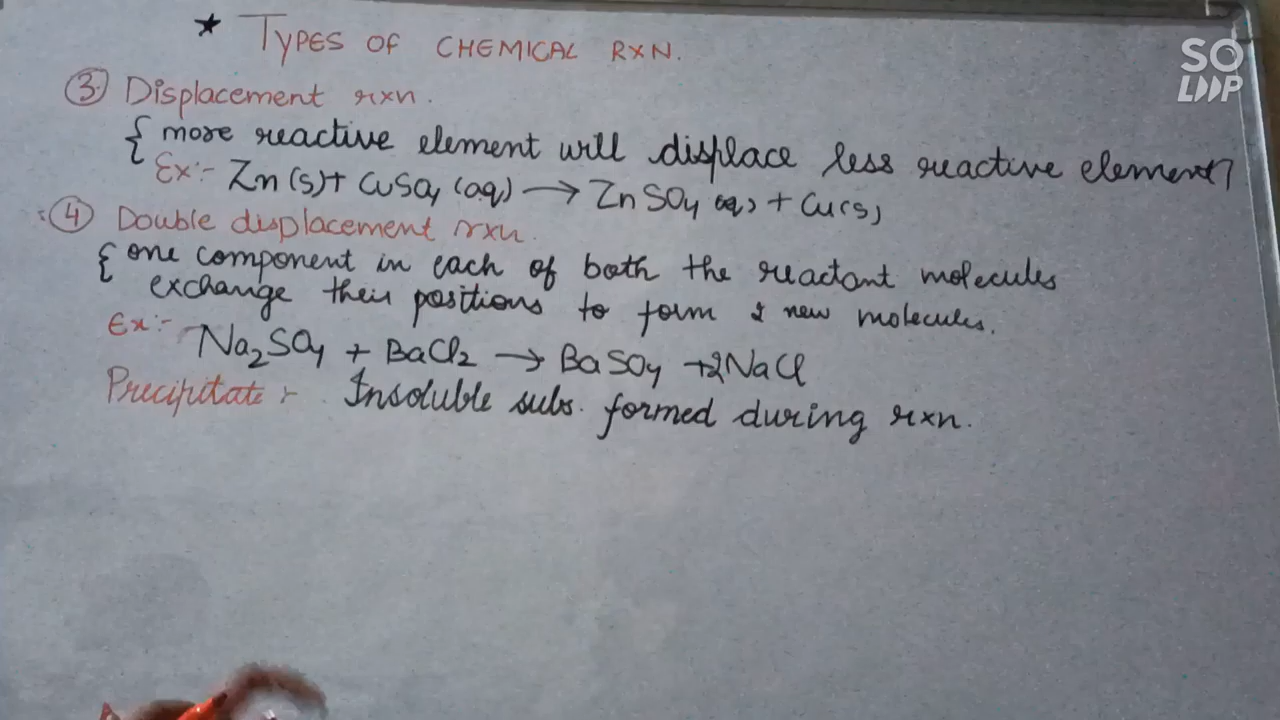 ★ TYPES OF CHEMICAL RXN.
③ Displacement rxn.
{ more reactive element will displace less reactive element
Ex:- Zn(s) + CuSO4 (aq) → ZnSO4 (aq) + Cu(s)
④ Double displacement rxn.
{ one component in each of both the reactant molecules
exchange their positions to form 2 new molecules.
Ex:- Na2SO4 + BaCl2 → BaSO4 +2NaCl
Precipitate :- Insoluble subs. formed during rxn.
SO
LOOP